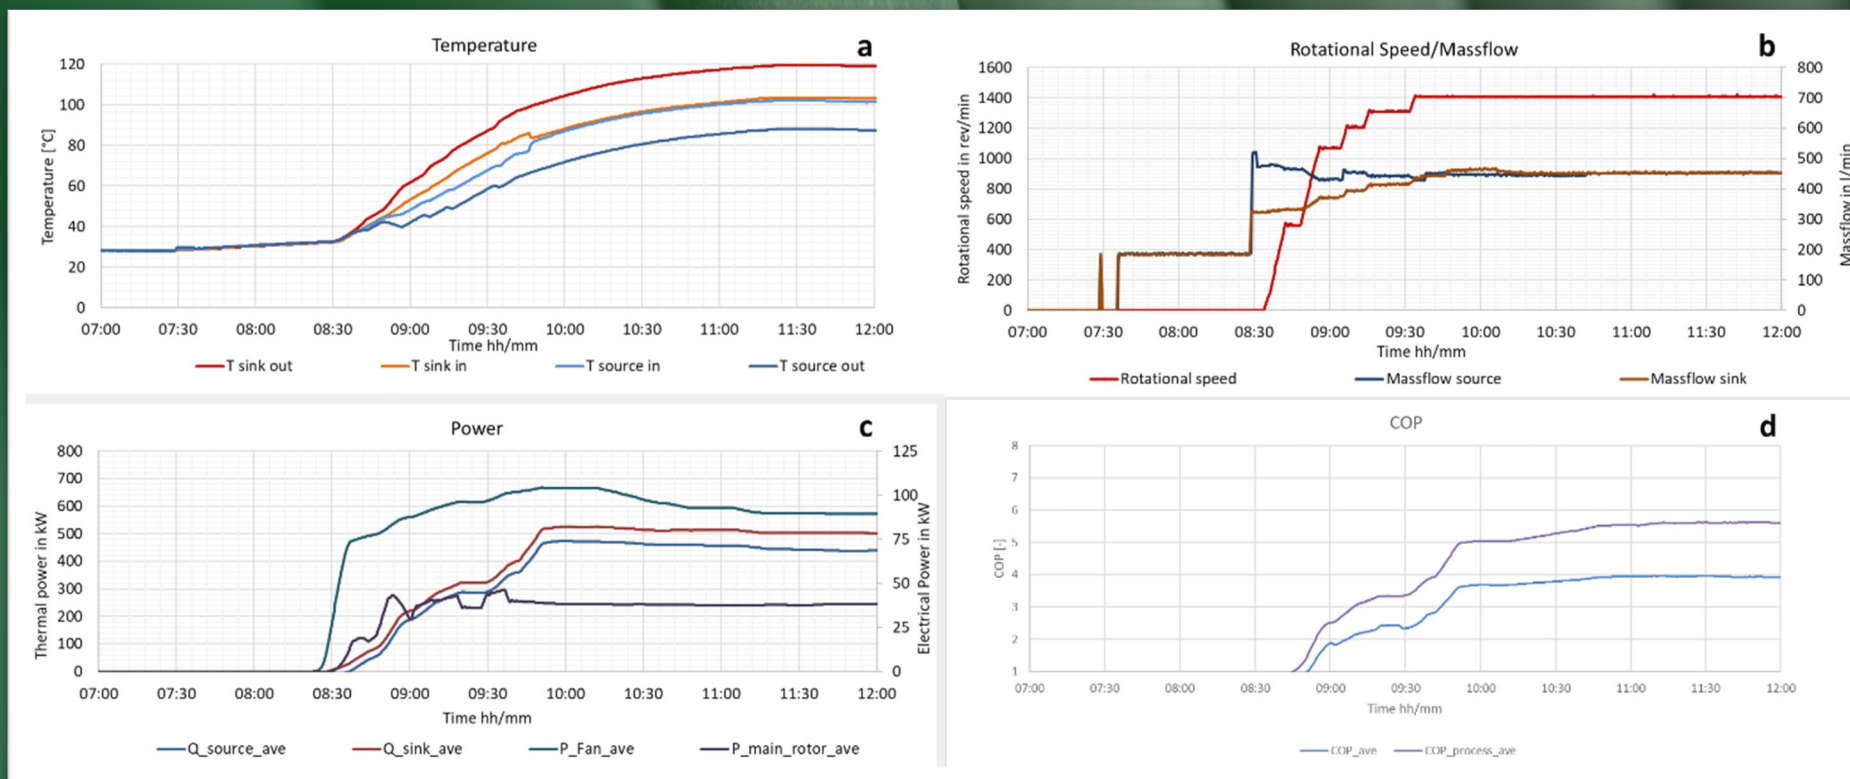 Temperature
a
120
100
80
60
40
20
0
Temperature [°C]
07:00 07:30 08:00 08:30 09:00 09:30 10:00 10:30 11:00 11:30 12:00
Time hh/mm
T sink out T sink in T source in T source out
Rotational Speed/Massflow
b
1600
1400
1200
1000
800
600
400
200
0
Rotational speed in rev/min
800
700
600
500
400
300
200
100
0
Massflow in l/min
07:00 07:30 08:00 08:30 09:00 09:30 10:00 10:30 11:00 11:30 12:00
Time hh/mm
Rotational speed Massflow source Massflow sink
Power
c
800
700
600
500
400
300
200
100
0
Thermal power in kW
125
100
75
50
25
0
Electrical Power in kW
07:00 07:30 08:00 08:30 09:00 09:30 10:00 10:30 11:00 11:30 12:00
Time hh/mm
Q_source_ave Q_sink_ave P_Fan_ave P_main_rotor_ave
COP
d
8
7
6
5
4
3
2
1
COP [-]
07:00 07:30 08:00 08:30 09:00 09:30 10:00 10:30 11:00 11:30 12:00
Time hh/mm
COP_ave COP_process_ave